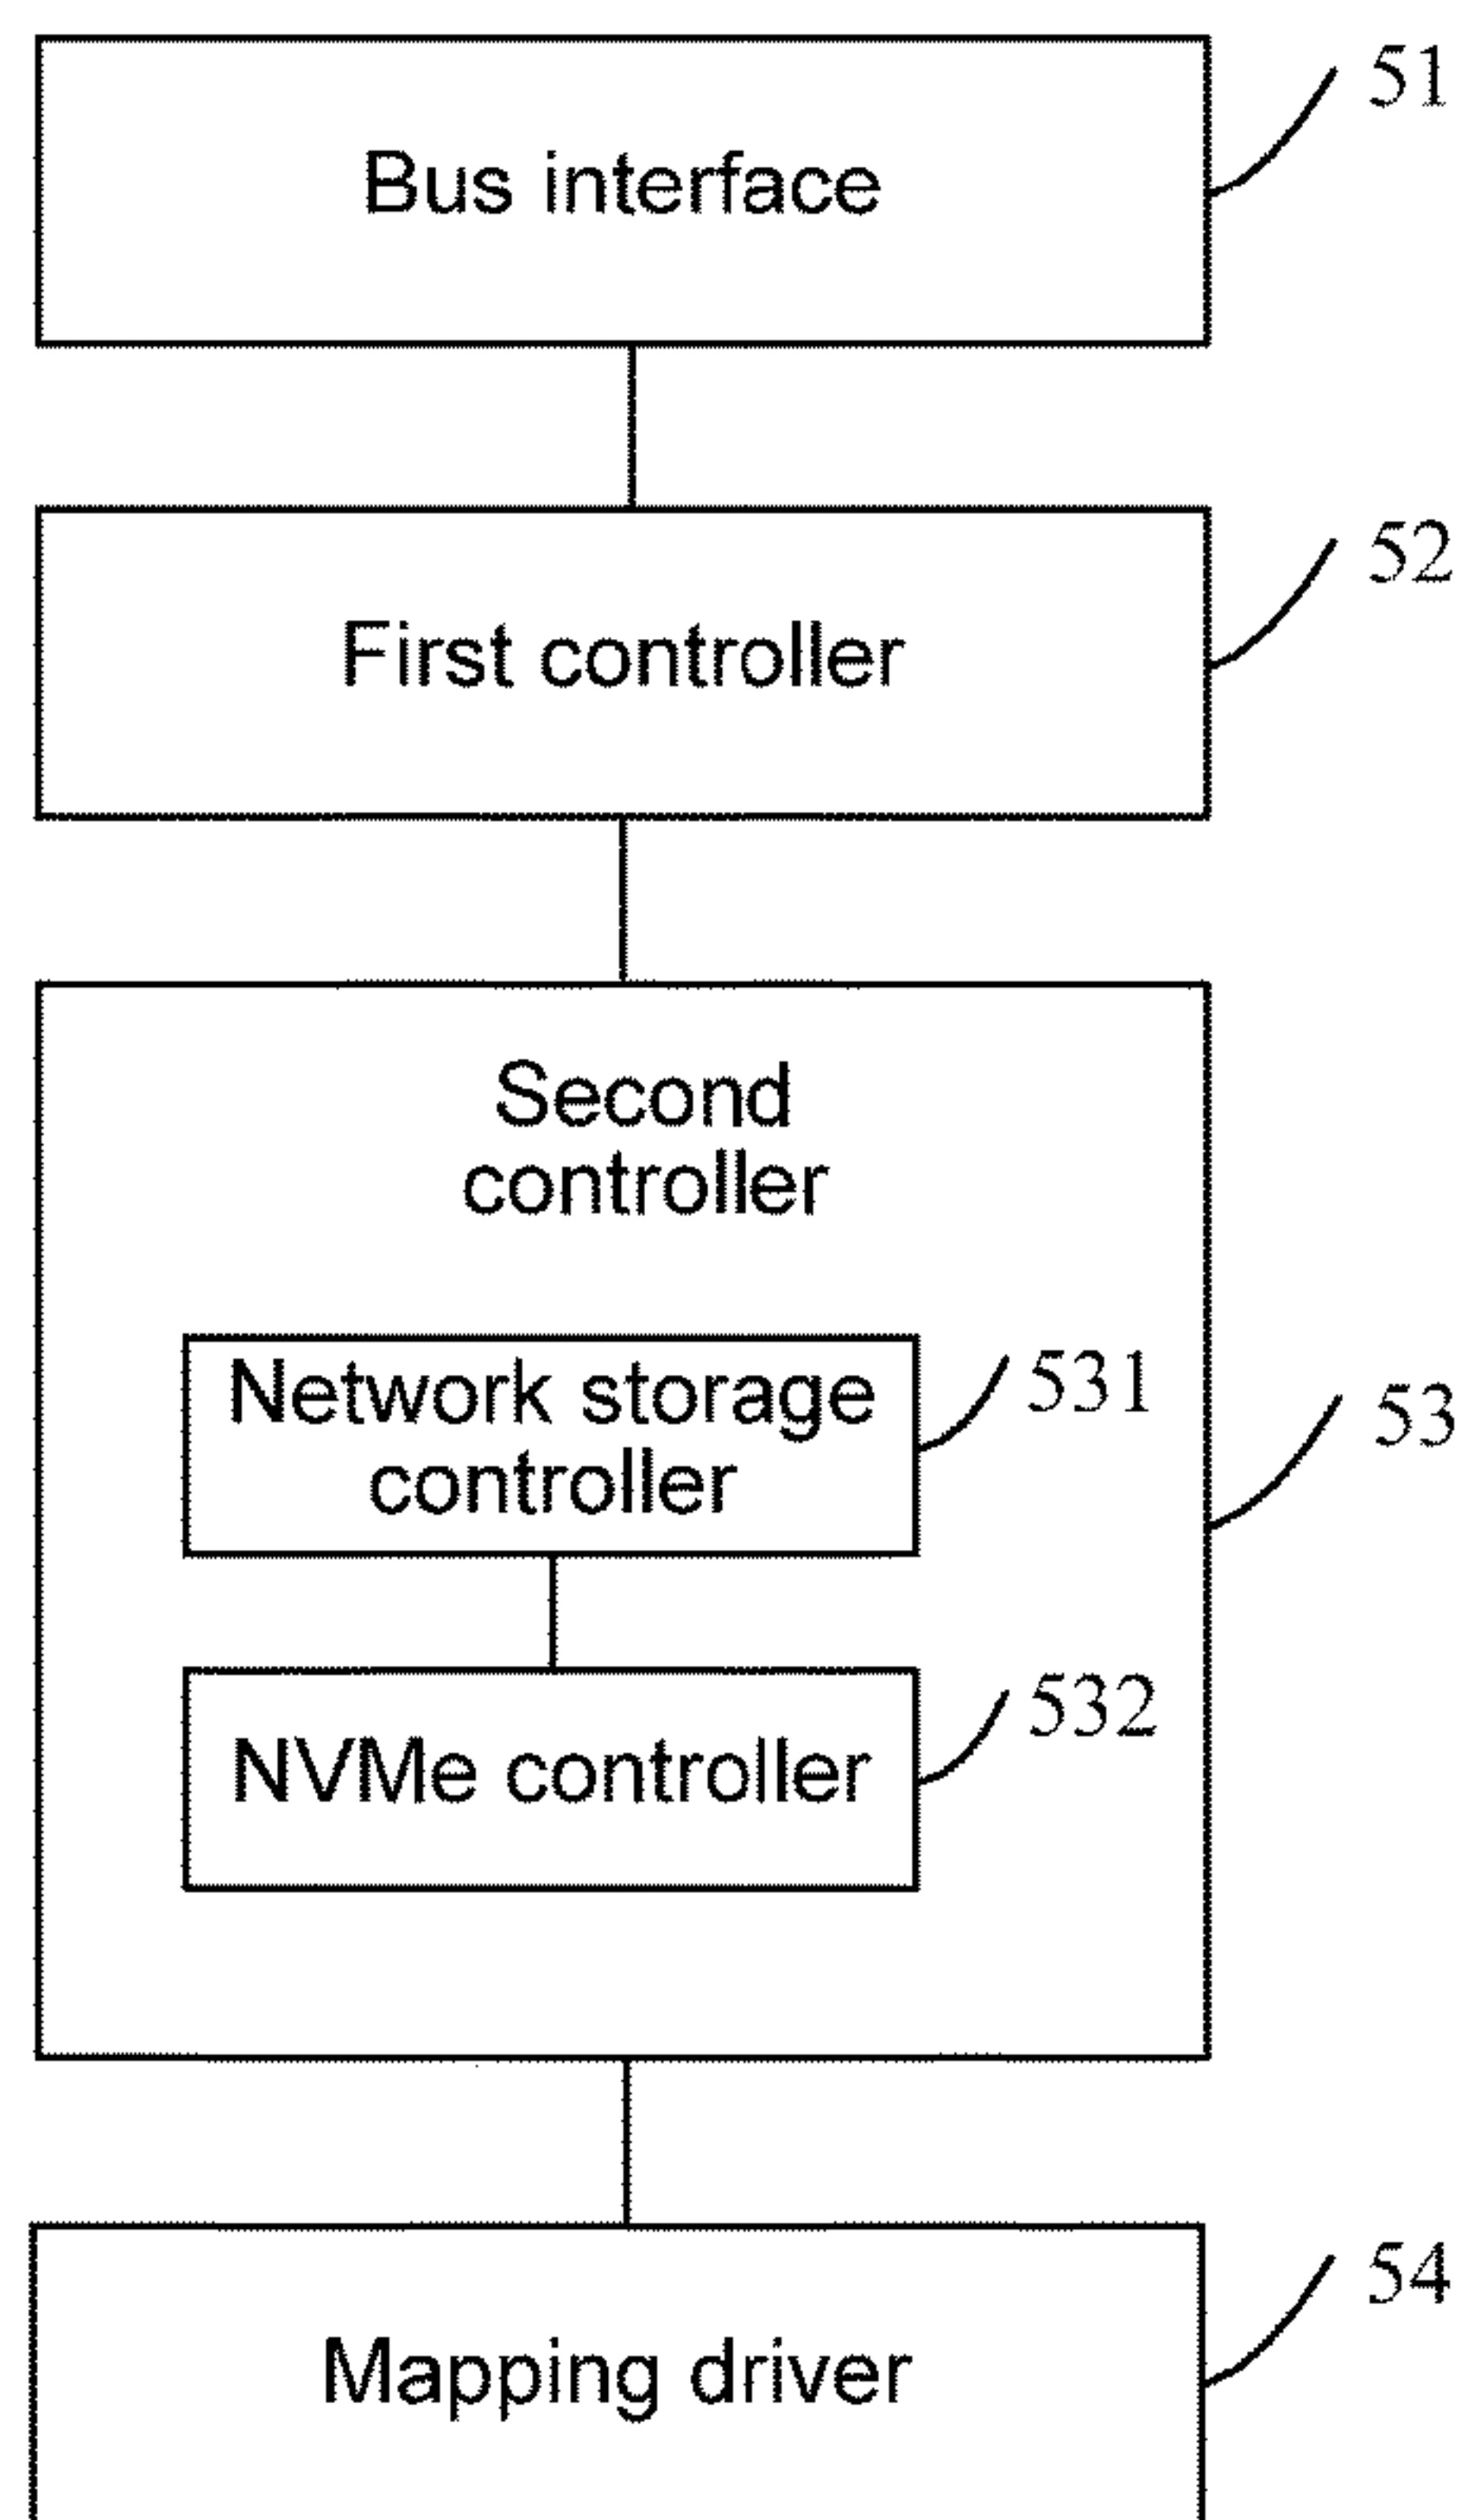 Bus interface
51
First controller
52
Second
controller
Network storage
controller
531
53
NVMe controller
532
Mapping driver
54